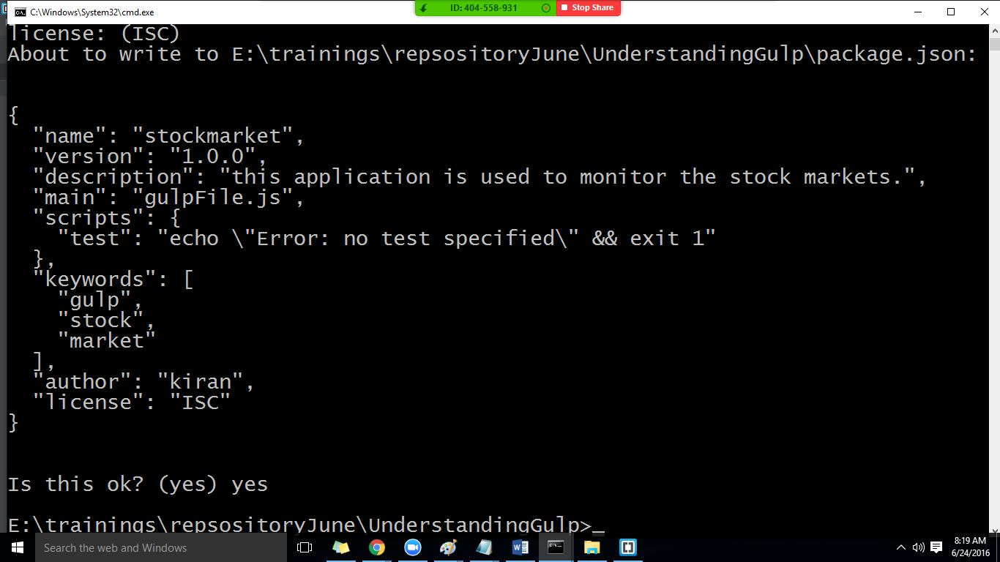 C:\Windows\System32\cmd.exe
ID: 404-558-931
Stop Share
license: (ISC)
About to write to E:\trainings\repsositoryJune\UnderstandingGulp\package.json:
{
"name": "stockmarket",
"version": "1.0.0",
"description": "this application is used to monitor the stock markets.",
"main": "gulpFile.js",
"scripts": {
"test": "echo \"Error: no test specified\" && exit 1"
},
"keywords": [
"gulp",
"stock",
"market"
],
"author": "kiran",
"license": "ISC"
}
Is this ok? (yes) yes
E:\trainings\repsositoryJune\UnderstandingGulp>_
Search the web and Windows
8:19 AM
6/24/2016